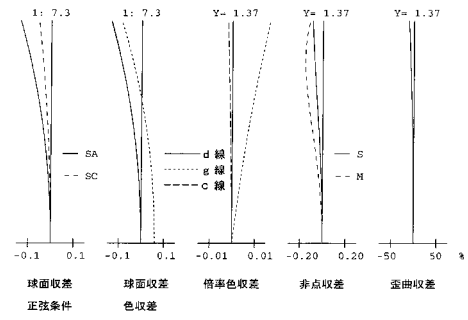 1: 7.3 1: 7.3 Y= 1.37 Y= 1.37 Y= 1.37
SA d 線 S
g 線
SC c 線 M
-0.1 0.1 -0.1 0.1 -0.01 0.01 -0.20 0.20 -50 50 %
球面収差 球面収差 倍率色収差 非点収差 歪曲収差
正弦条件 色収差